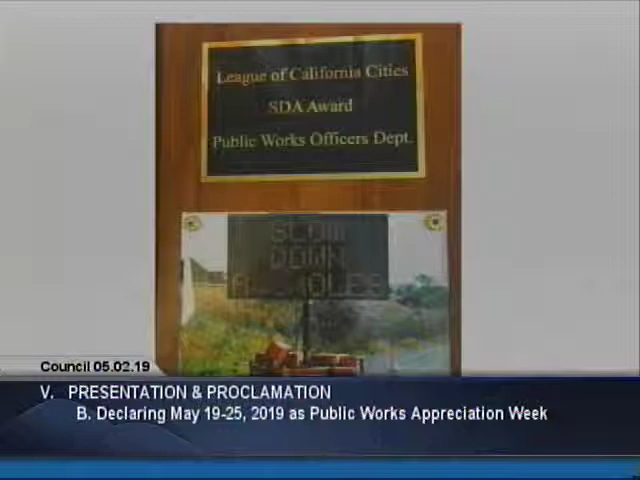 League of California Cities
SDA Award
Public Works Officers Dept.
SLOW
DOWN
Council 05.02.19
V. PRESENTATION & PROCLAMATION
B. Declaring May 19-25, 2019 as Public Works Appreciation Week